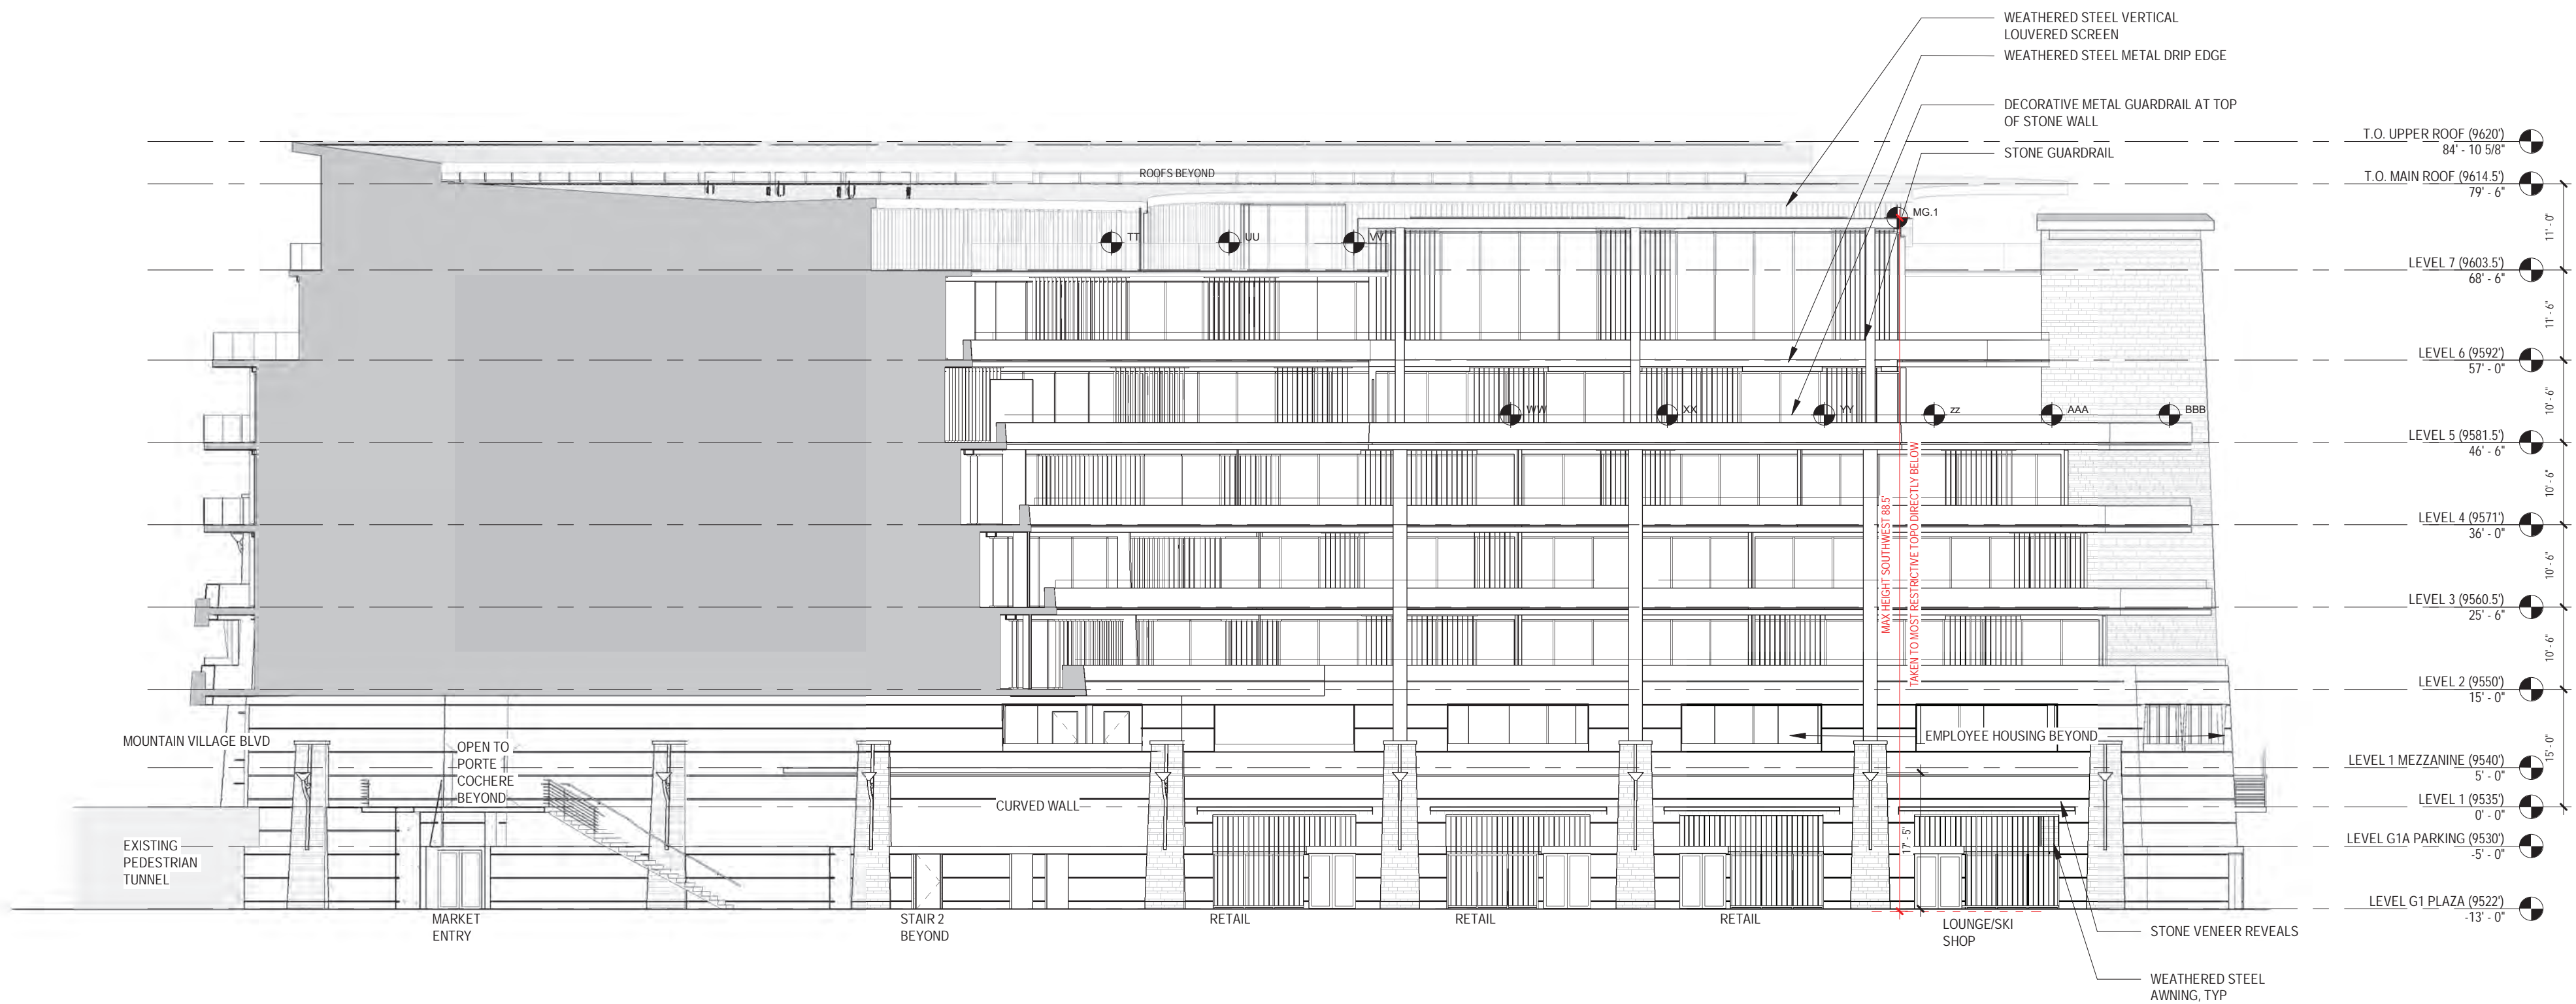 WEATHERED STEEL VERTICAL
LOUVERED SCREEN
WEATHERED STEEL METAL DRIP EDGE
DECORATIVE METAL GUARDRAIL AT TOP
OF STONE WALL
STONE GUARDRAIL
T.O. UPPER ROOF (9620')
84' - 10 5/8"
ROOFS BEYOND
T.O. MAIN ROOF (9614.5')
79' - 6"
MG.1
11' - 0"
TT
UU
VV
LEVEL 7 (9603.5')
68' - 6"
11' - 6"
LEVEL 6 (9592')
57' - 0"
10' - 6"
WW
XX
YY
zz
AAA
BBB
LEVEL 5 (9581.5')
46' - 6"
10' - 6"
LEVEL 4 (9571')
36' - 0"
10' - 6"
MAX HEIGHT SOUTHWEST 88.5'
TAKEN TO MOST RESTRICTIVE TOPO DIRECTLY BELOW
LEVEL 3 (9560.5')
25' - 6"
10' - 6"
LEVEL 2 (9550')
15' - 0"
15' - 0"
MOUNTAIN VILLAGE BLVD
OPEN TO
PORTE
COCHERE
BEYOND
EMPLOYEE HOUSING BEYOND
LEVEL 1 MEZZANINE (9540')
5' - 0"
CURVED WALL
LEVEL 1 (9535')
0' - 0"
17' - 5"
EXISTING
PEDESTRIAN
TUNNEL
LEVEL G1A PARKING (9530')
-5' - 0"
LEVEL G1 PLAZA (9522')
-13' - 0"
MARKET
ENTRY
STAIR 2
BEYOND
RETAIL
RETAIL
RETAIL
LOUNGE/SKI
SHOP
STONE VENEER REVEALS
WEATHERED STEEL
AWNING, TYP